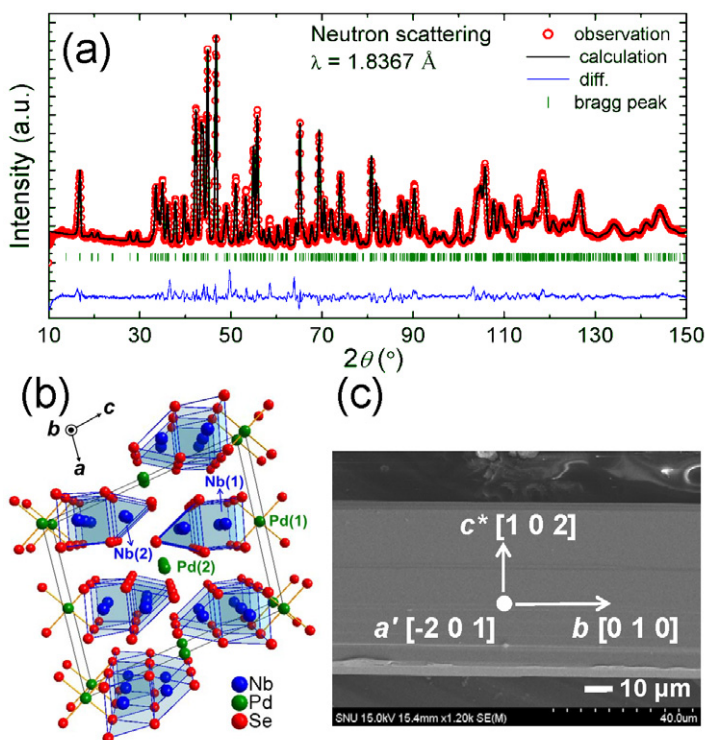 (a)
Neutron scattering
λ = 1.8367 Å
observation
calculation
diff.
bragg peak
Intensity (a.u.)
10 30 50 70 90 110 130 150
2θ (°)
(b)
b c
a
Nb(1)
Pd(1)
Nb(2)
Pd(2)
Nb
Pd
Se
(c)
c* [1 0 2]
a' [-2 0 1] b [0 1 0]
10 µm
SNU 15.0kV 15.4mm x1.20k SE(M) 40.0um